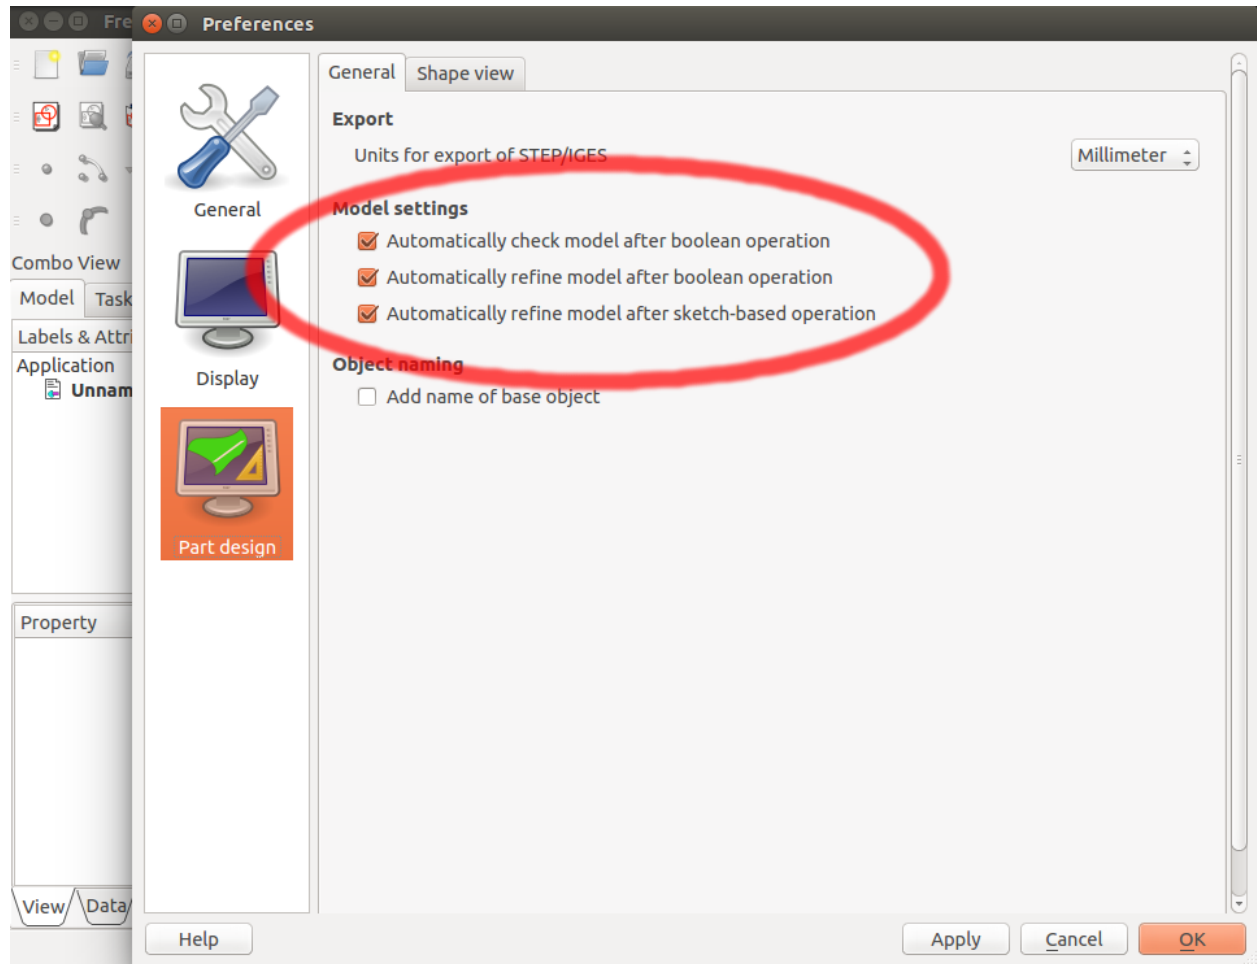 Fre
Preferences
General
Shape view
Export
Units for export of STEP/IGES
Millimeter
General
Model settings
Automatically check model after boolean operation
Automatically refine model after boolean operation
Automatically refine model after sketch-based operation
Combo View
Model
Task
Labels & Attri
Application
Unnam
Display
Object naming
Add name of base object
Part design
Property
View
Data
Help
Apply
Cancel
OK